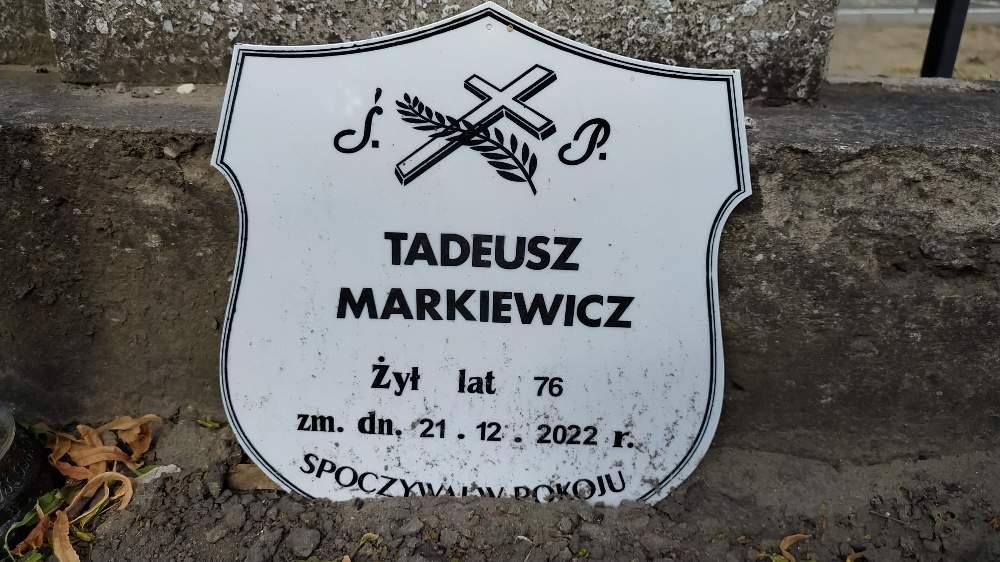 Ś. P.
TADEUSZ
MARKIEWICZ
Żył lat 76
zm. dn. 21.12.2022 r.
SPOCZYWAJ W POKOJU